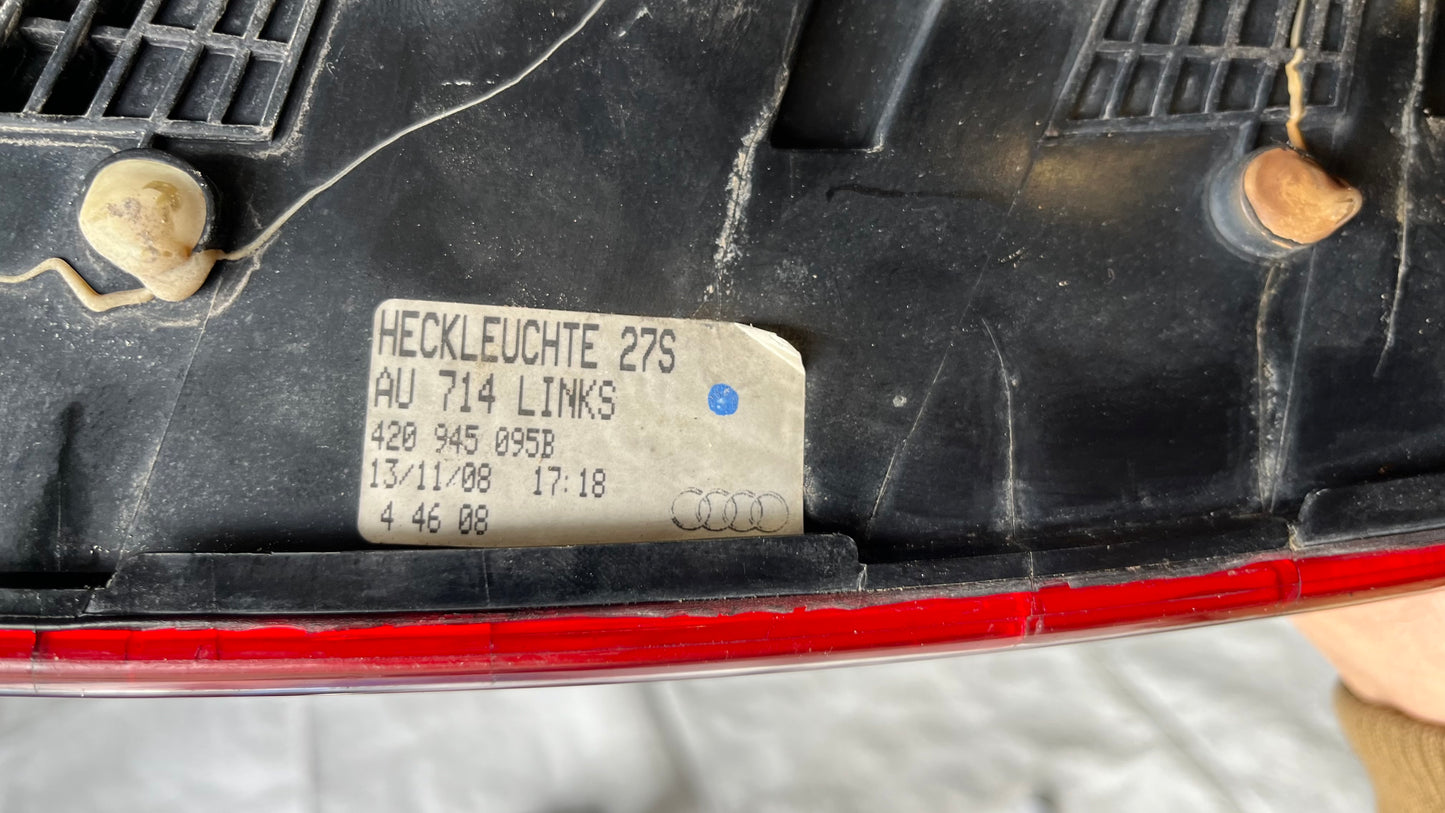 HECKLEUCHTE 27S
AU 714 LINKS
420 945 095B
13/11/08 17:18
4 46 08